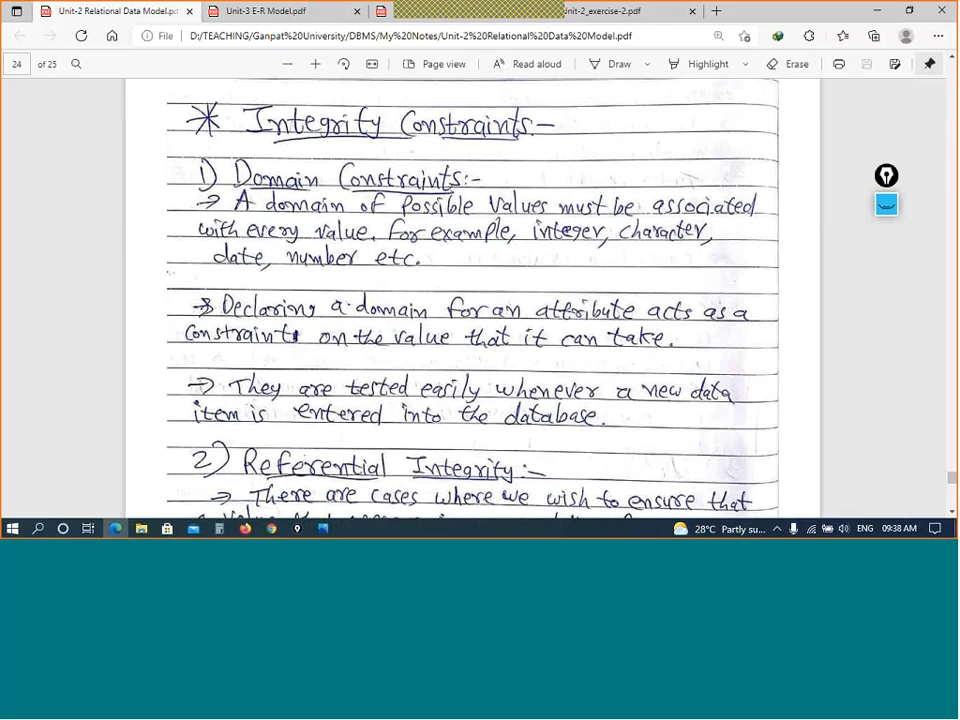 Unit-2 Relational Data Model.pd
Unit-3 E-R Model.pdf
Unit-2_exercise-2.pdf
File
D:/TEACHING/Ganpat%20University/DBMS/My%20Notes/Unit-2%20Relational%20Data%20Model.pdf
24 of 25
Page view
Read aloud
Draw
Highlight
Erase
* Integrity Constraints:-
1) Domain Constraints:-
→ A domain of possible values must be associated
with every value. For example, integer, character,
date, number etc.
→ Declaring a domain for an attribute acts as a
constraint on the value that it can take.
→ They are tested easily whenever a new data
item is entered into the database.
2) Referential Integrity:-
→ There are cases where we wish to ensure that
28°C Partly su...
ENG
09:38 AM